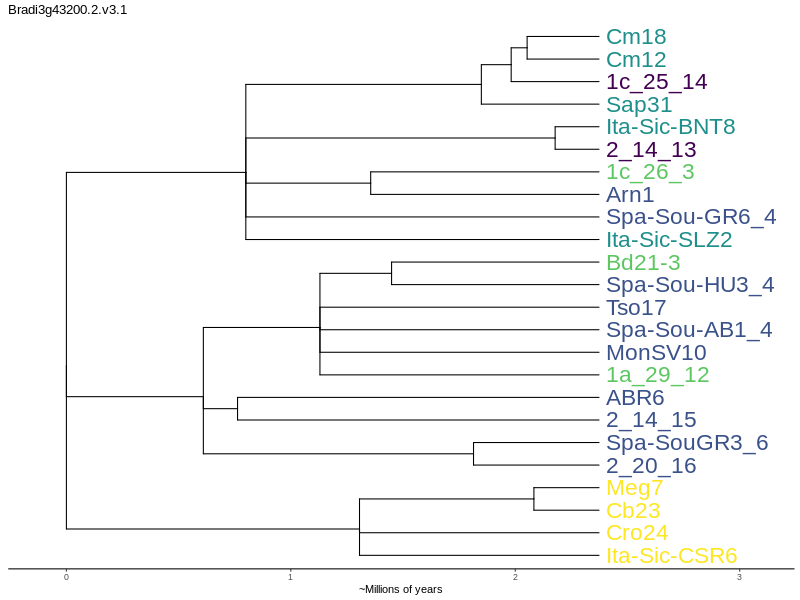 Bradi3g43200.2.v3.1
Cm18
Cm12
1c_25_14
Sap31
Ita-Sic-BNT8
2_14_13
1c_26_3
Arn1
Spa-Sou-GR6_4
Ita-Sic-SLZ2
Bd21-3
Spa-Sou-HU3_4
Tso17
Spa-Sou-AB1_4
MonSV10
1a_29_12
ABR6
2_14_15
Spa-SouGR3_6
2_20_16
Meg7
Cb23
Cro24
Ita-Sic-CSR6
0 1 2 3
~Millions of years